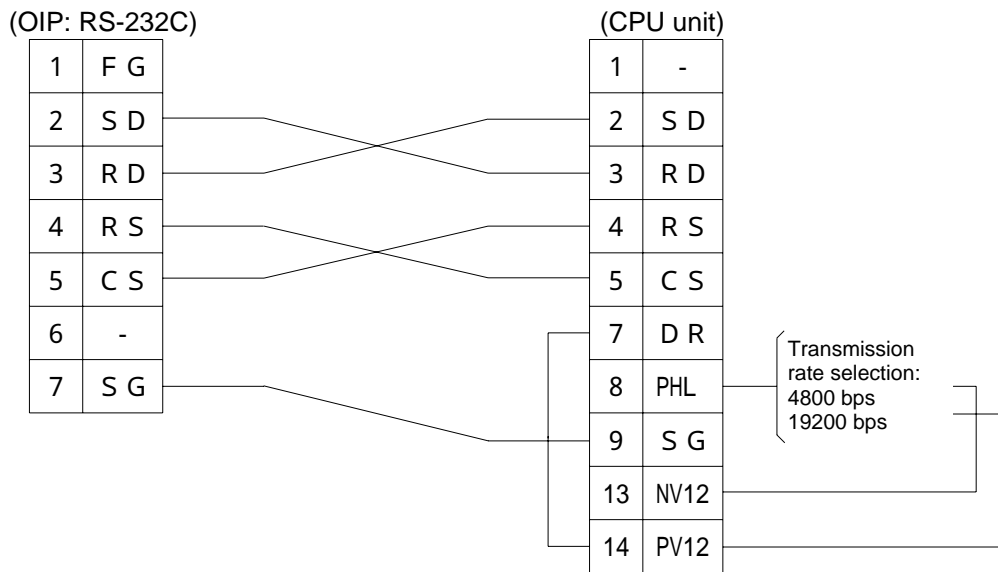 (OIP: RS-232C)
1 F G
2 S D
3 R D
4 R S
5 C S
6 -
7 S G
(CPU unit)
1 -
2 S D
3 R D
4 R S
5 C S
7 D R
8 PHL
9 S G
13 NV12
14 PV12
Transmission
rate selection:
4800 bps
19200 bps